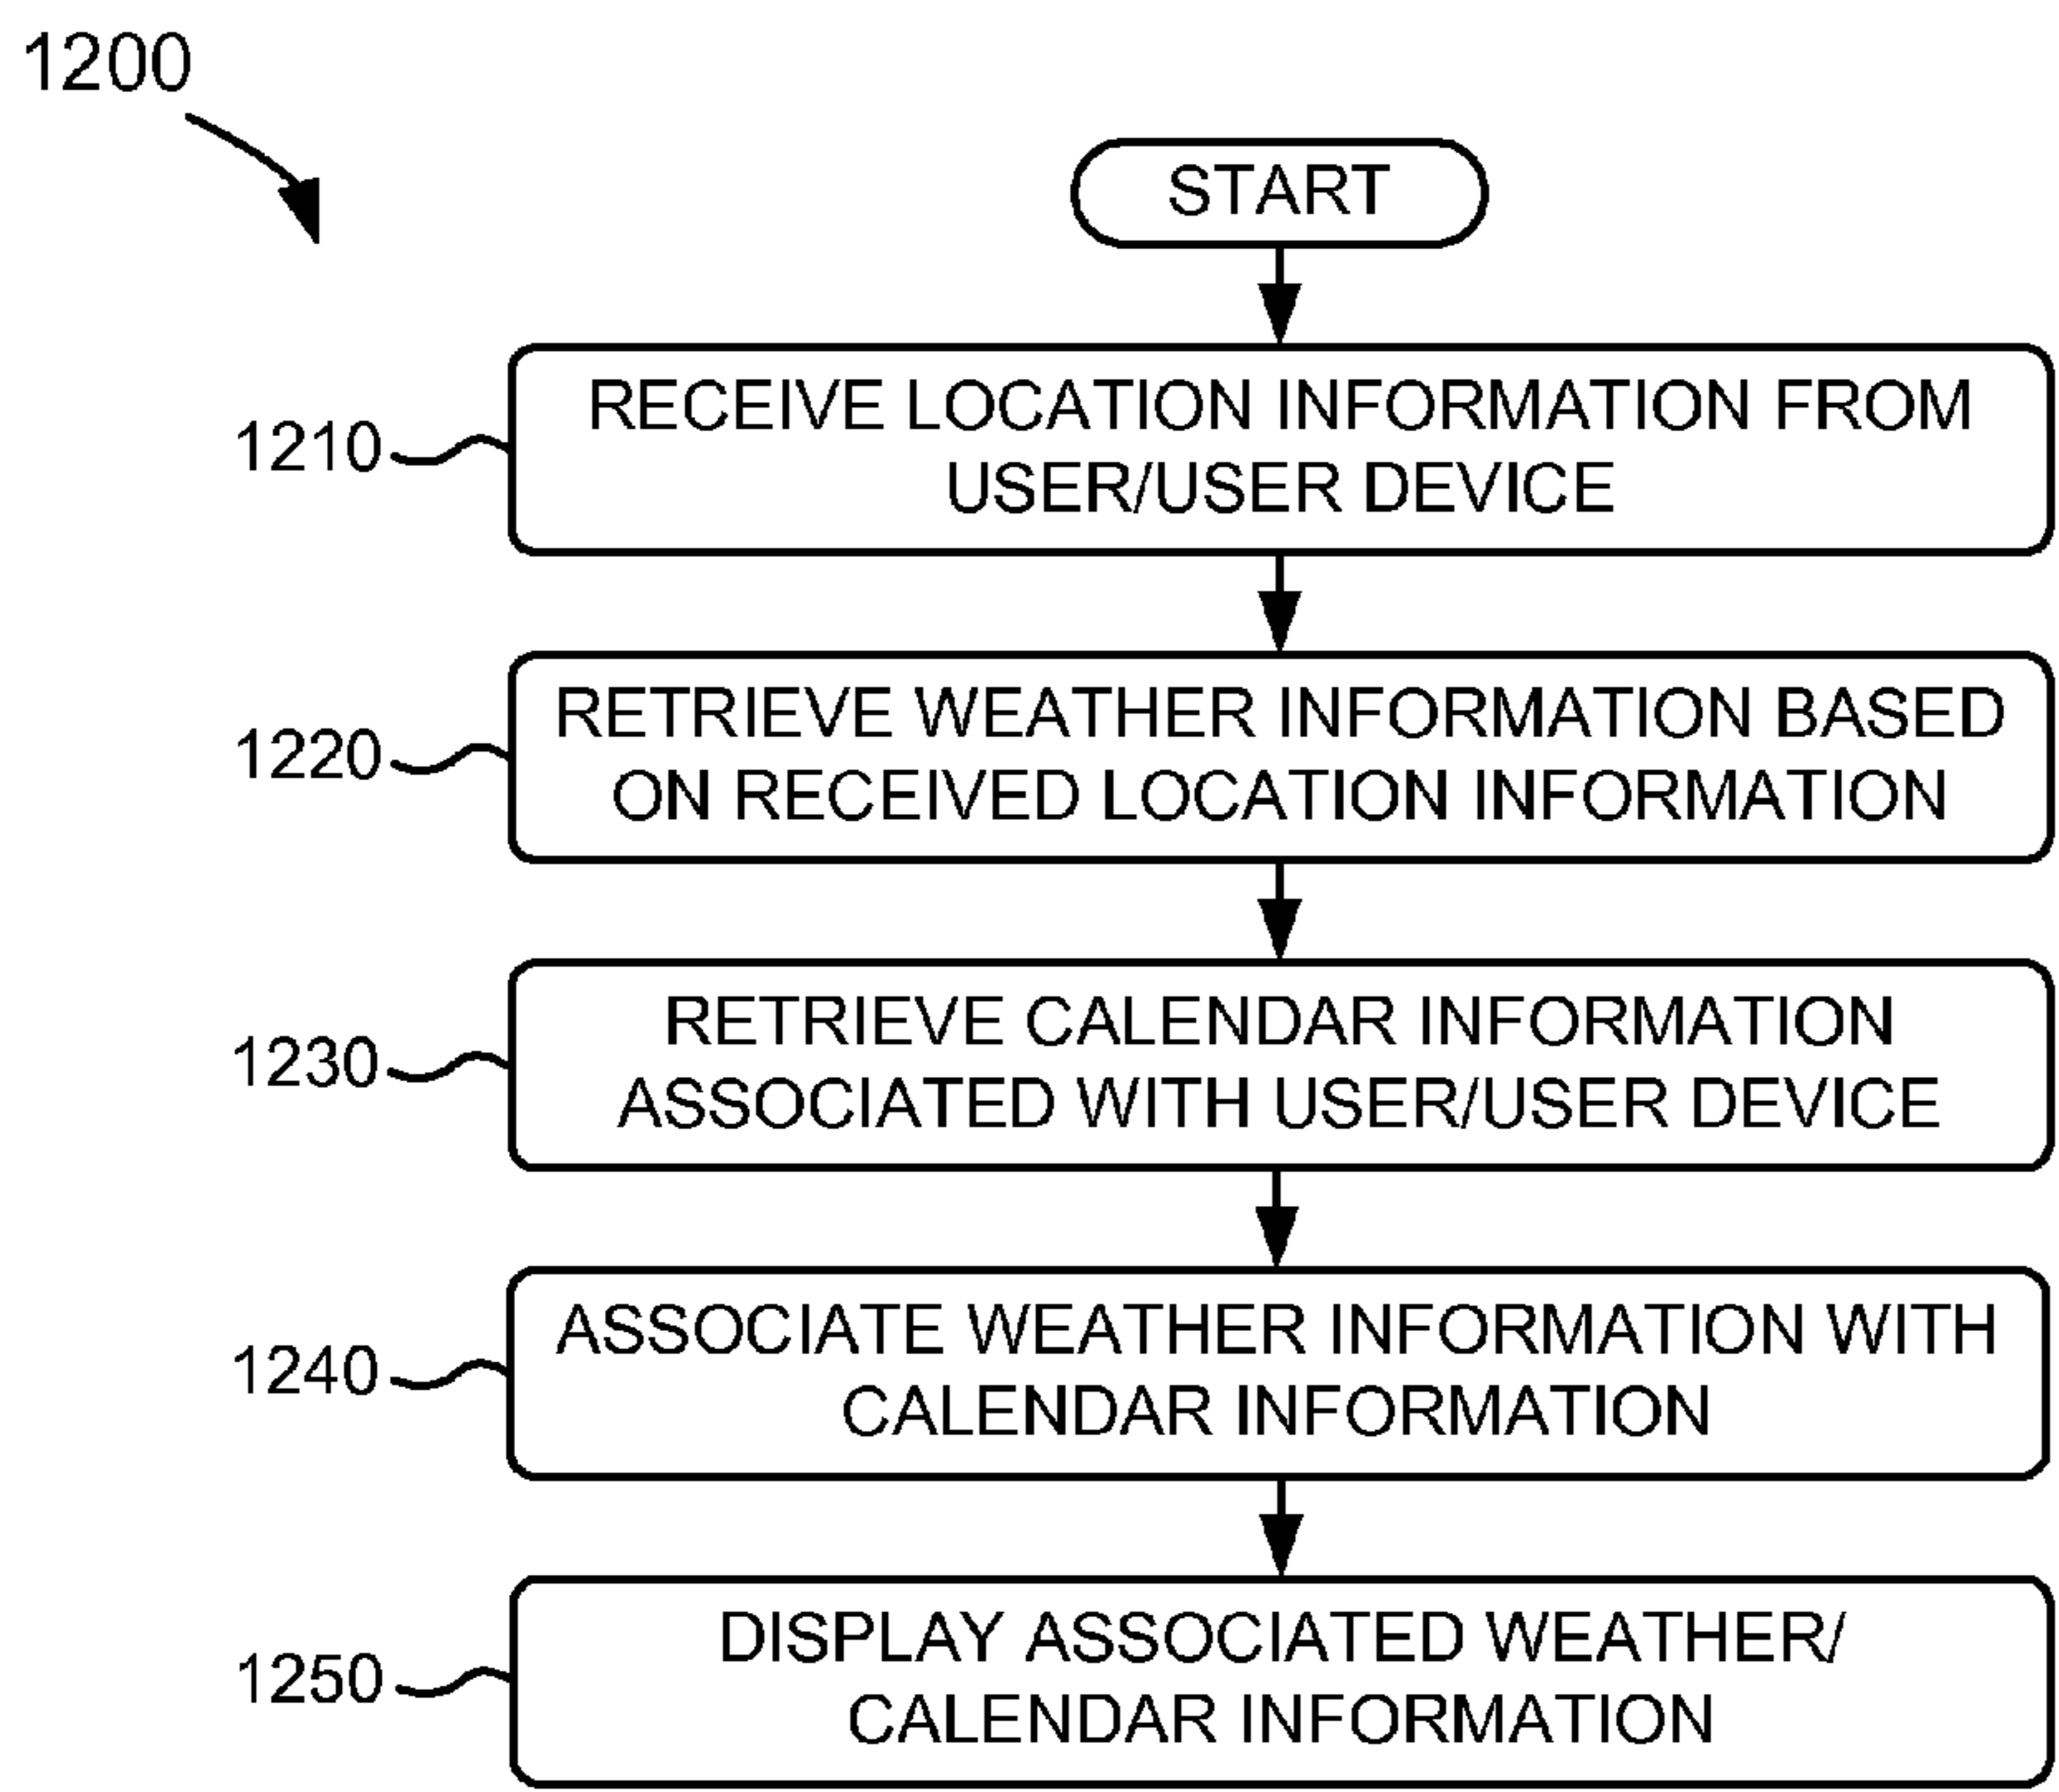 1200
START
1210
RECEIVE LOCATION INFORMATION FROM
USER/USER DEVICE
1220
RETRIEVE WEATHER INFORMATION BASED
ON RECEIVED LOCATION INFORMATION
1230
RETRIEVE CALENDAR INFORMATION
ASSOCIATED WITH USER/USER DEVICE
1240
ASSOCIATE WEATHER INFORMATION WITH
CALENDAR INFORMATION
1250
DISPLAY ASSOCIATED WEATHER/
CALENDAR INFORMATION